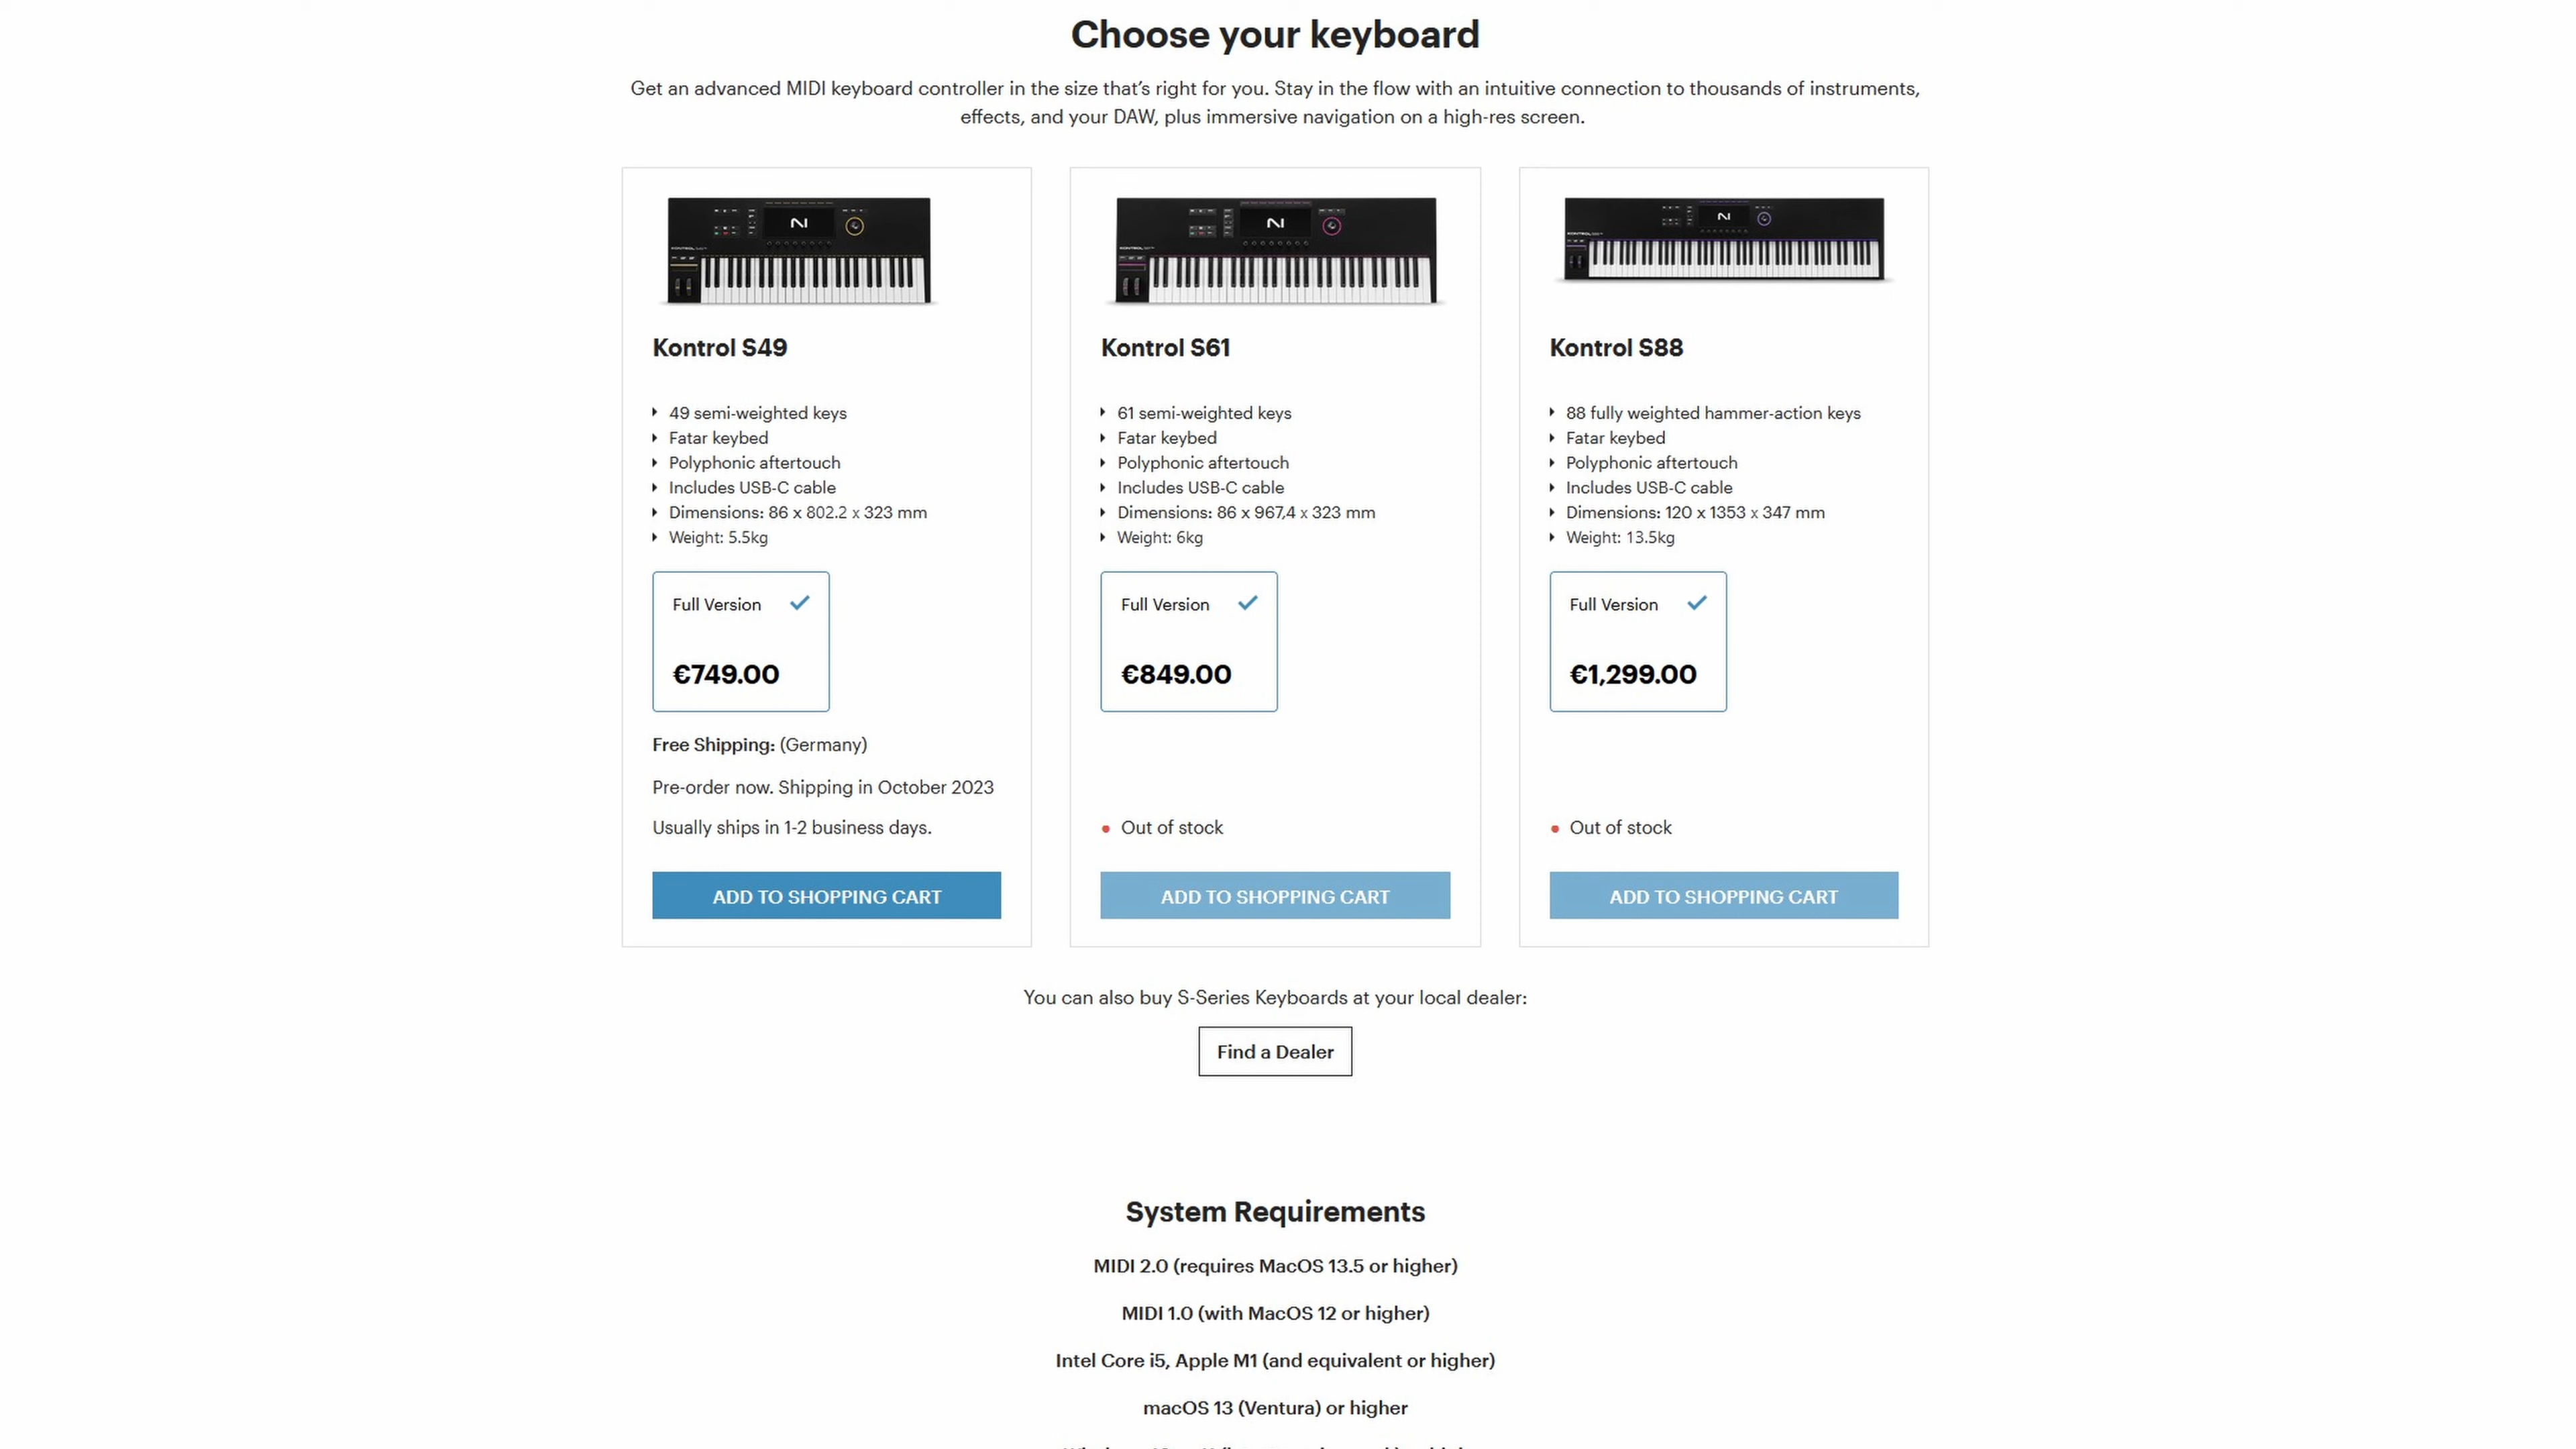 Choose your keyboard
Get an advanced MIDI keyboard controller in the size that's right for you. Stay in the flow with an intuitive connection to thousands of instruments,
effects, and your DAW, plus immersive navigation on a high-res screen.
Kontrol S49
49 semi-weighted keys
Fatar keybed
Polyphonic aftertouch
Includes USB-C cable
Dimensions: 86 x 802.2 x 323 mm
Weight: 5.5kg
Full Version
€749.00
Free Shipping: (Germany)
Pre-order now. Shipping in October 2023
Usually ships in 1-2 business days.
ADD TO SHOPPING CART
Kontrol S61
61 semi-weighted keys
Fatar keybed
Polyphonic aftertouch
Includes USB-C cable
Dimensions: 86 x 967,4 x 323 mm
Weight: 6kg
Full Version
€849.00
Out of stock
ADD TO SHOPPING CART
Kontrol S88
88 fully weighted hammer-action keys
Fatar keybed
Polyphonic aftertouch
Includes USB-C cable
Dimensions: 120 x 1353 x 347 mm
Weight: 13.5kg
Full Version
€1,299.00
Out of stock
ADD TO SHOPPING CART
You can also buy S-Series Keyboards at your local dealer:
Find a Dealer
System Requirements
MIDI 2.0 (requires MacOS 13.5 or higher)
MIDI 1.0 (with MacOS 12 or higher)
Intel Core i5, Apple M1 (and equivalent or higher)
macOS 13 (Ventura) or higher